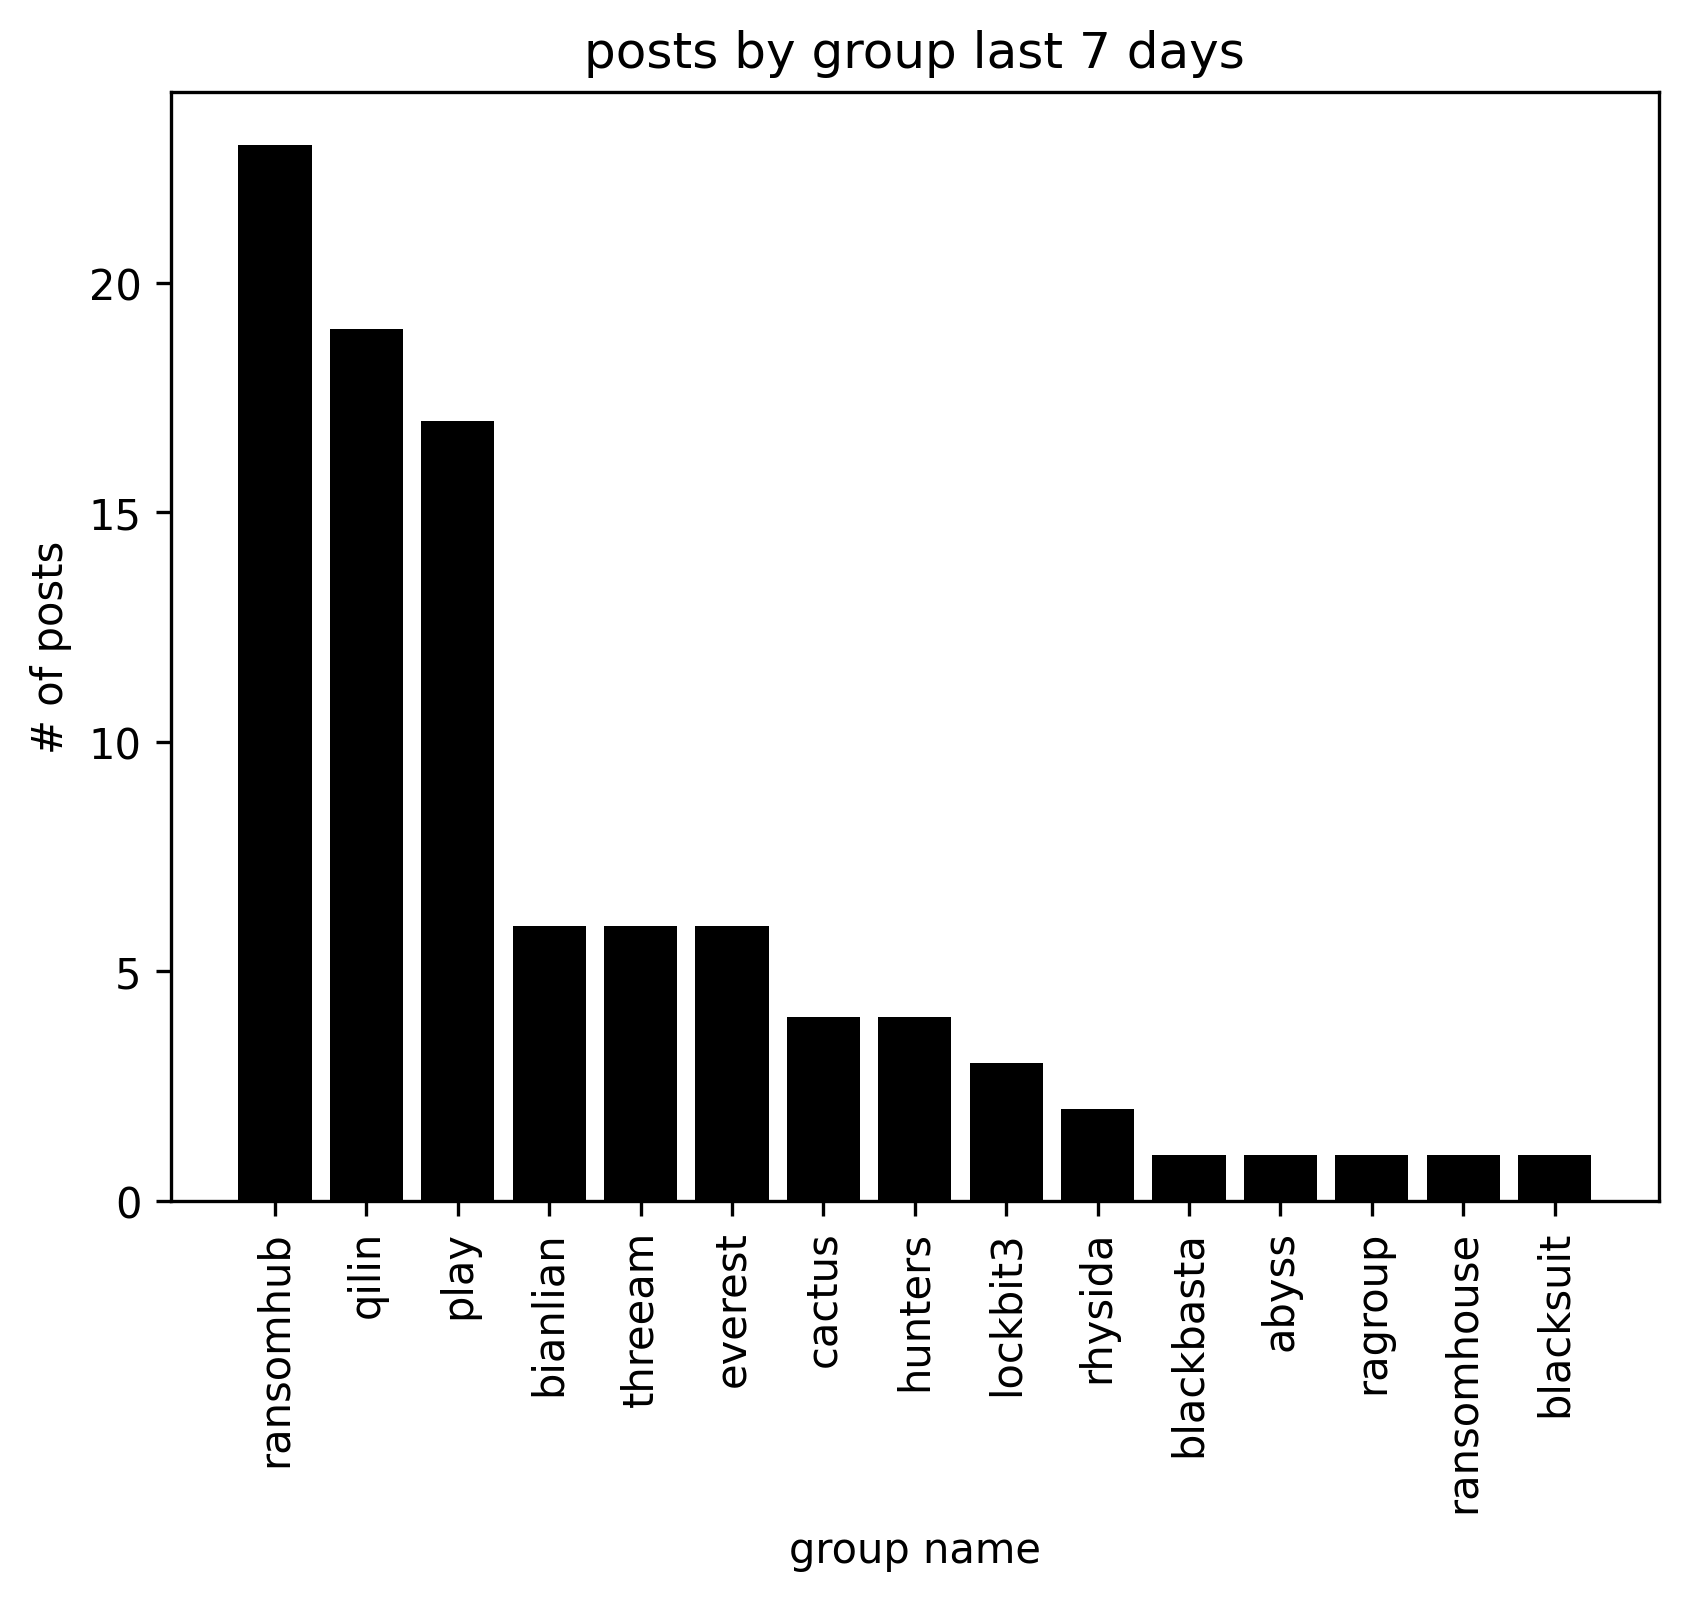 posts by group last 7 days
# of posts
20
15
10
5
0
ransomhub
qilin
play
bianlian
threeam
everest
cactus
hunters
lockbit3
rhysida
blackbasta
abyss
ragroup
ransomhouse
blacksuit
group name